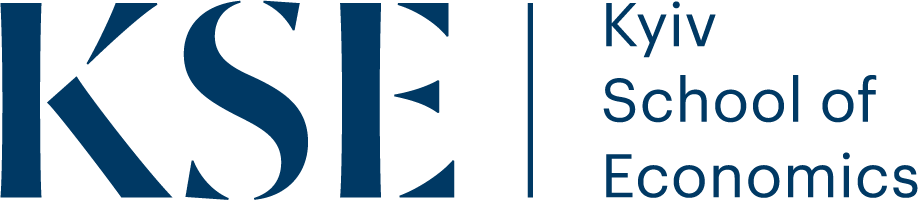 KSE
Kyiv
School of
Economics